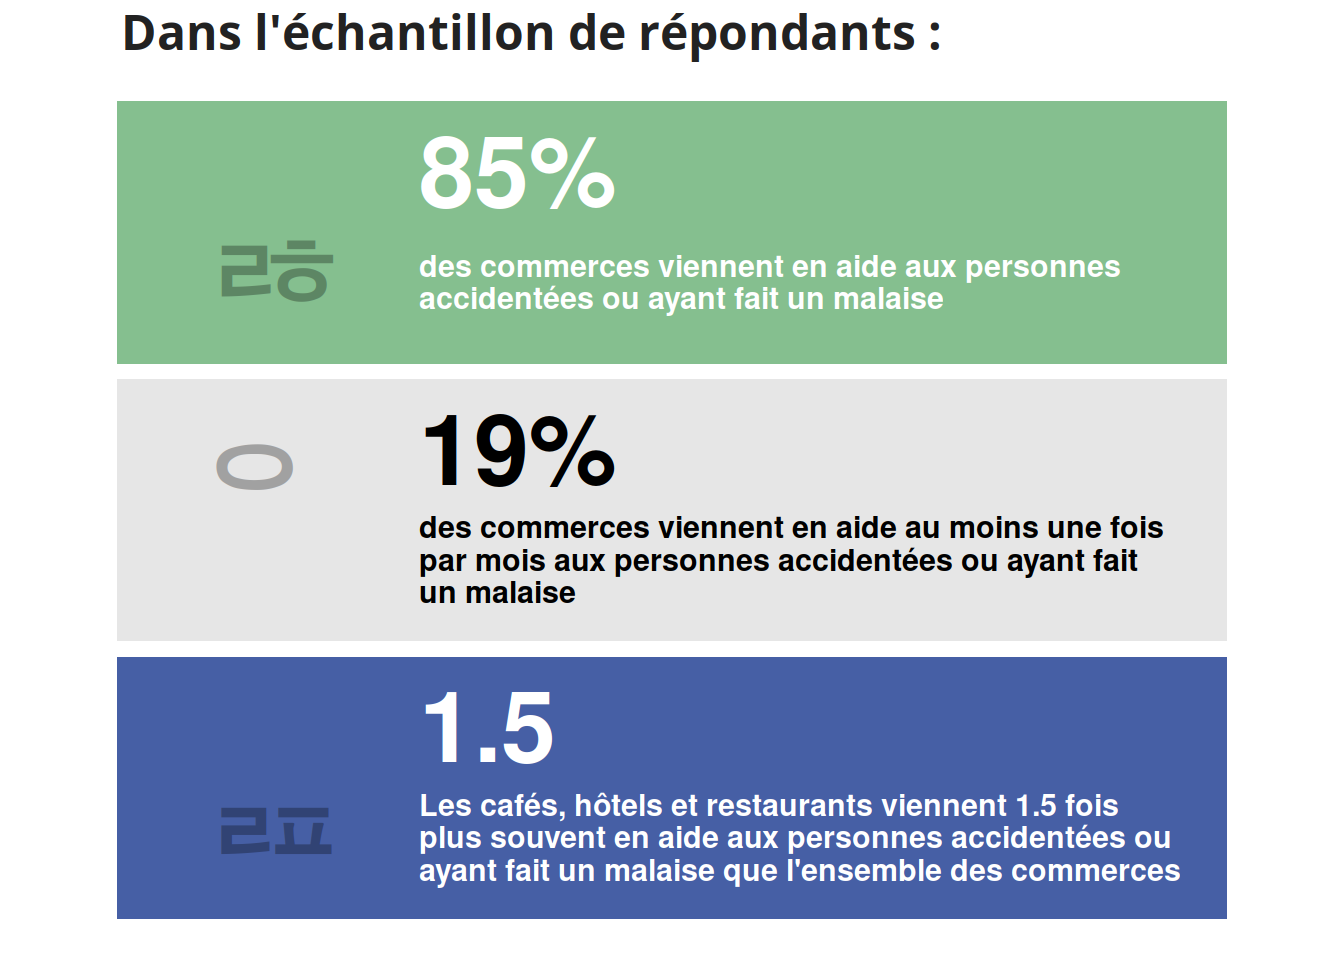 Dans l'échantillon de répondants :
85%
des commerces viennent en aide aux personnes
accidentées ou ayant fait un malaise
ᄅᄒ
19%
des commerces viennent en aide au moins une fois
par mois aux personnes accidentées ou ayant fait
un malaise
ᄋ
1.5
Les cafés, hôtels et restaurants viennent 1.5 fois
plus souvent en aide aux personnes accidentées ou
ayant fait un malaise que l'ensemble des commerces
ᄅᄑ